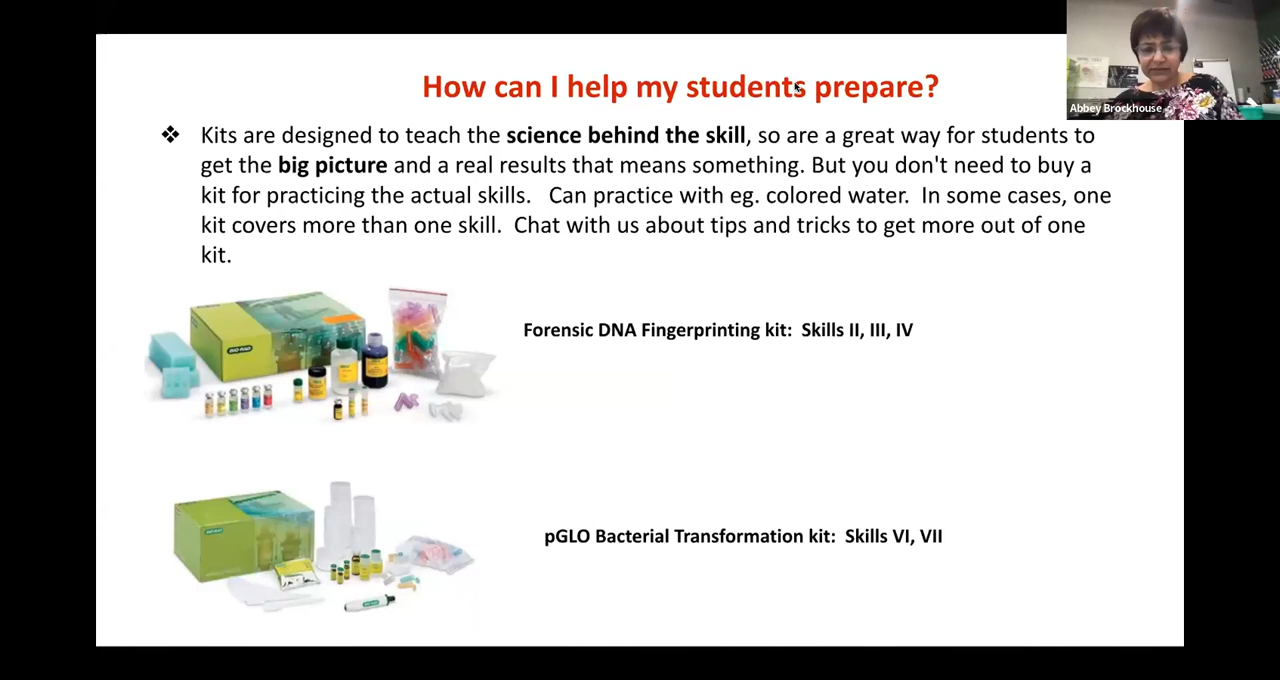 How can I help my students prepare?
Abbey Brockhouse
❖ Kits are designed to teach the science behind the skill, so are a great way for students to
get the big picture and a real results that means something. But you don't need to buy a
kit for practicing the actual skills. Can practice with eg. colored water. In some cases, one
kit covers more than one skill. Chat with us about tips and tricks to get more out of one
kit.
BIO-RAD
Forensic DNA Fingerprinting kit: Skills II, III, IV
pGLO Bacterial Transformation kit: Skills VI, VII